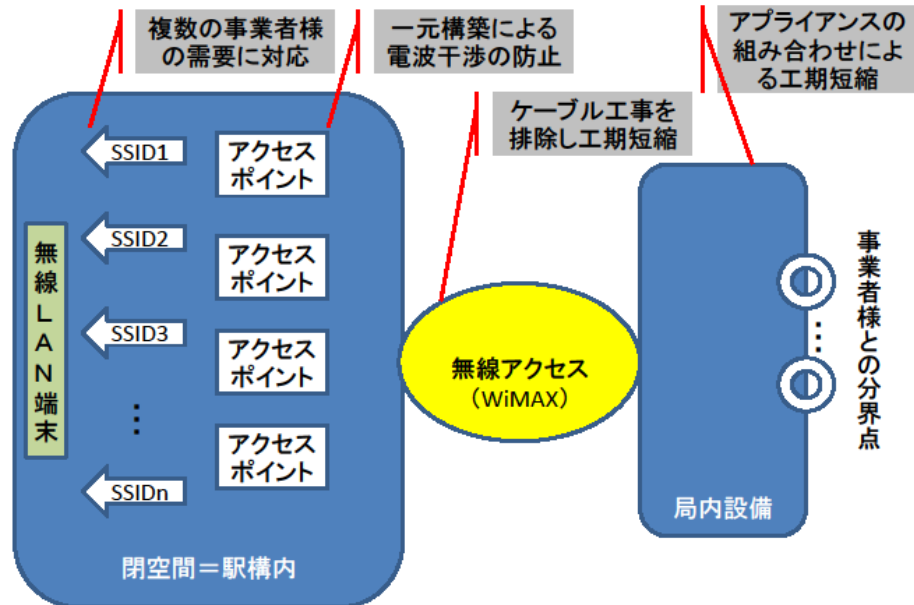 複数の事業者様
の需要に対応
一元構築による
電波干渉の防止
アプライアンスの
組み合わせによ
る工期短縮
ケーブル工事を
排除し工期短縮
SSID1
アクセス
ポイント
SSID2
アクセス
ポイント
SSID3
アクセス
ポイント
⋮
アクセス
ポイント
SSIDn
無線LAN端末
閉空間＝駅構内
無線アクセス
（WiMAX）
局内設備
⋮
事業者様との分界点